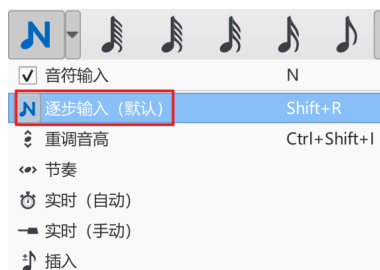 N
音符输入 N
N 逐步输入（默认） Shift+R
重调音高 Ctrl+Shift+I
节奏
实时（自动）
实时（手动）
插入